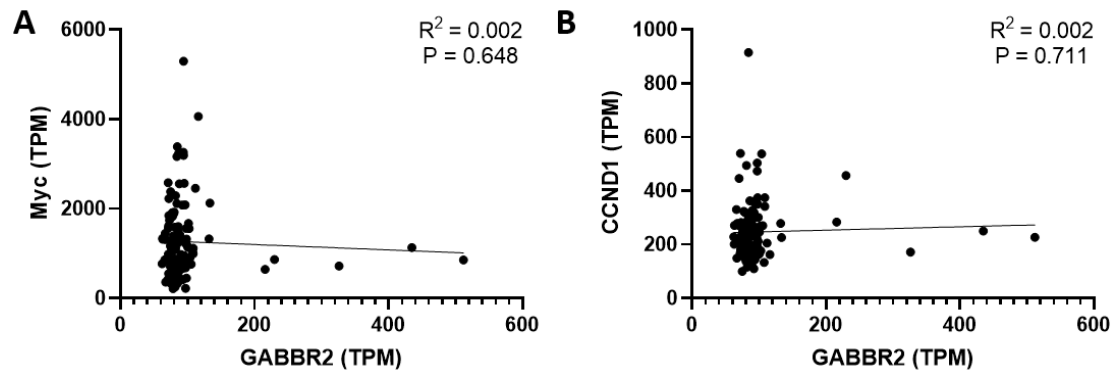 A
R² = 0.002
P = 0.648
6000
4000
2000
0
Myc (TPM)
0 200 400 600
GABBR2 (TPM)
B
R² = 0.002
P = 0.711
1000
800
600
400
200
0
CCND1 (TPM)
0 200 400 600
GABBR2 (TPM)